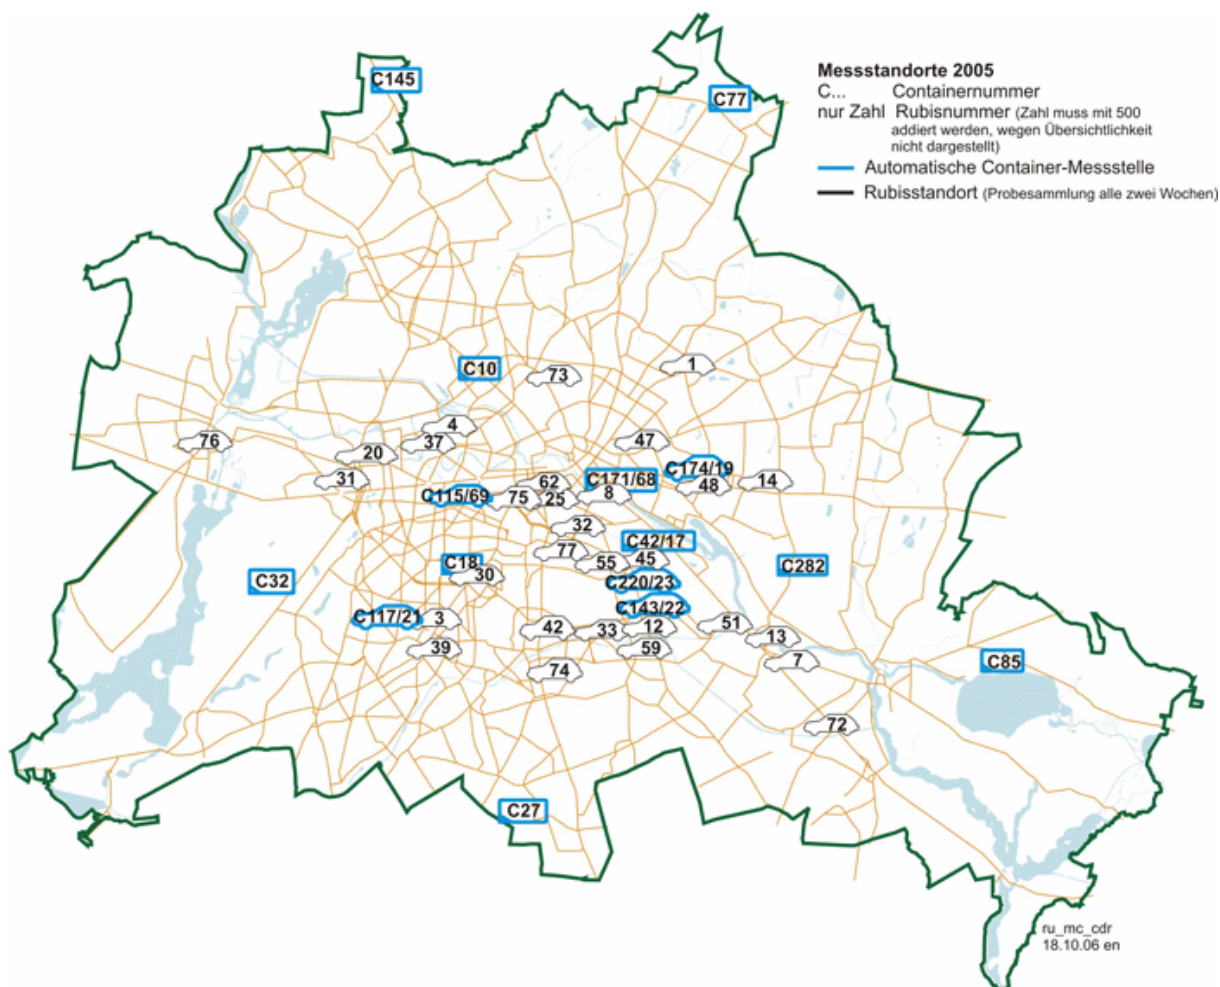 C145
C77
Messstandorte 2005
C... Containernummer
nur Zahl Rubisnummer (Zahl muss mit 500
addiert werden, wegen Übersichtlichkeit
nicht dargestellt)
Automatische Container-Messstelle
Rubisstandort (Probesammlung alle zwei Wochen)
C10
73
1
4
76
37
47
20
C174/19
31
C171/68
48
14
62
C115/69
75
25
8
32
C42/17
77
55
45
C18
30
C282
C32
C220/23
C143/22
C117/21
3
42
33
12
51
13
39
59
7
74
C85
72
C27
ru_mc_cdr
18.10.06 en